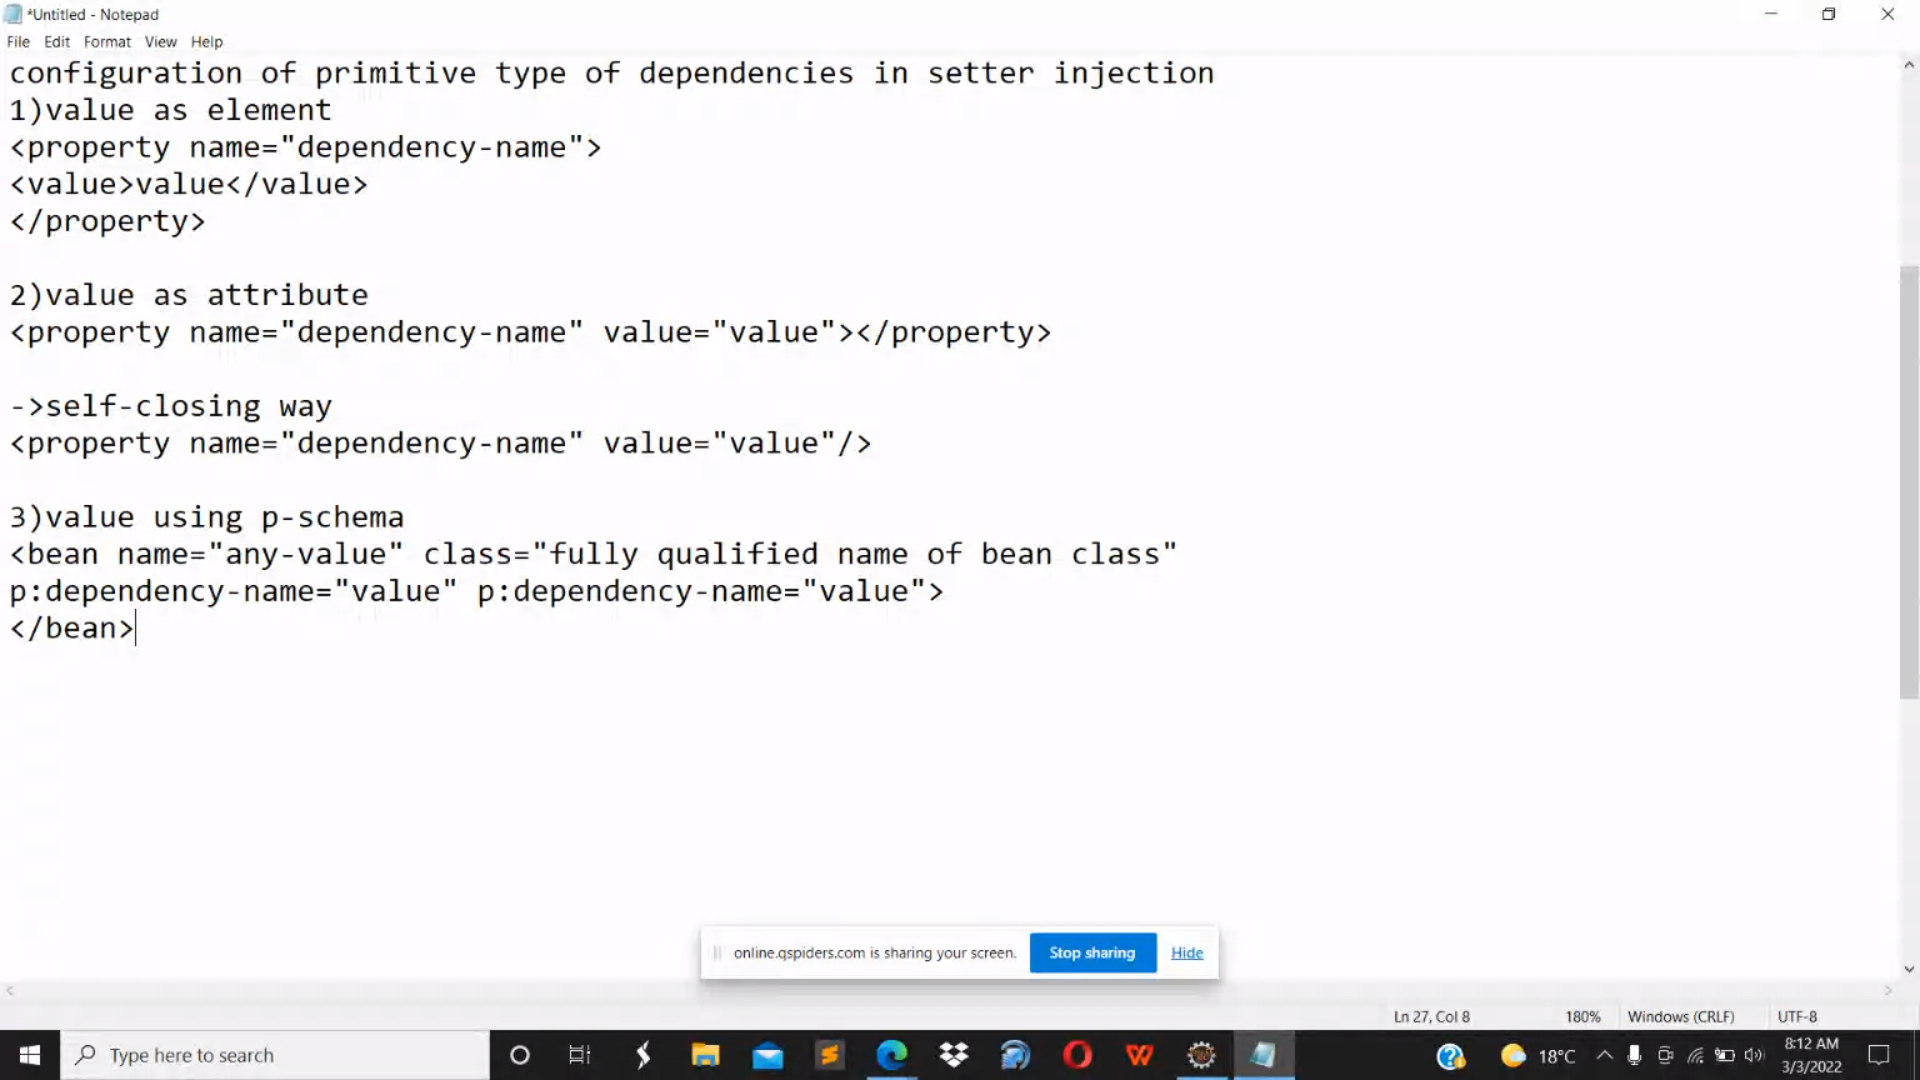 *Untitled - Notepad
File Edit Format View Help
configuration of primitive type of dependencies in setter injection
1)value as element
<property name="dependency-name">
<value>value</value>
</property>
2)value as attribute
<property name="dependency-name" value="value"></property>
->self-closing way
<property name="dependency-name" value="value"/>
3)value using p-schema
<bean name="any-value" class="fully qualified name of bean class"
p:dependency-name="value" p:dependency-name="value">
</bean>
online.qspiders.com is sharing your screen. Stop sharing Hide
Ln 27, Col 8 180% Windows (CRLF) UTF-8
Type here to search
18°C
8:12 AM
3/3/2022